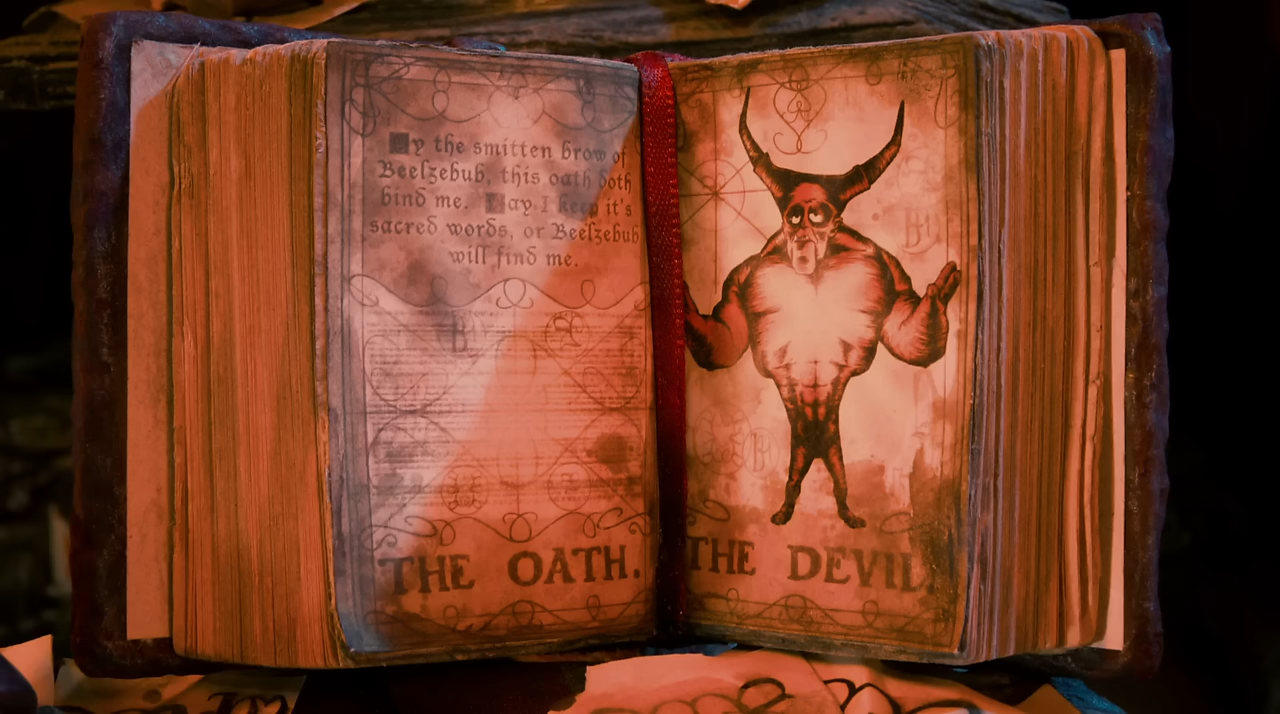 By the smitten brow of
Beelzebub, this oath doth
bind me. May I keep it's
sacred words, or Beelzebub
will find me.
THE OATH.
THE DEVIL.